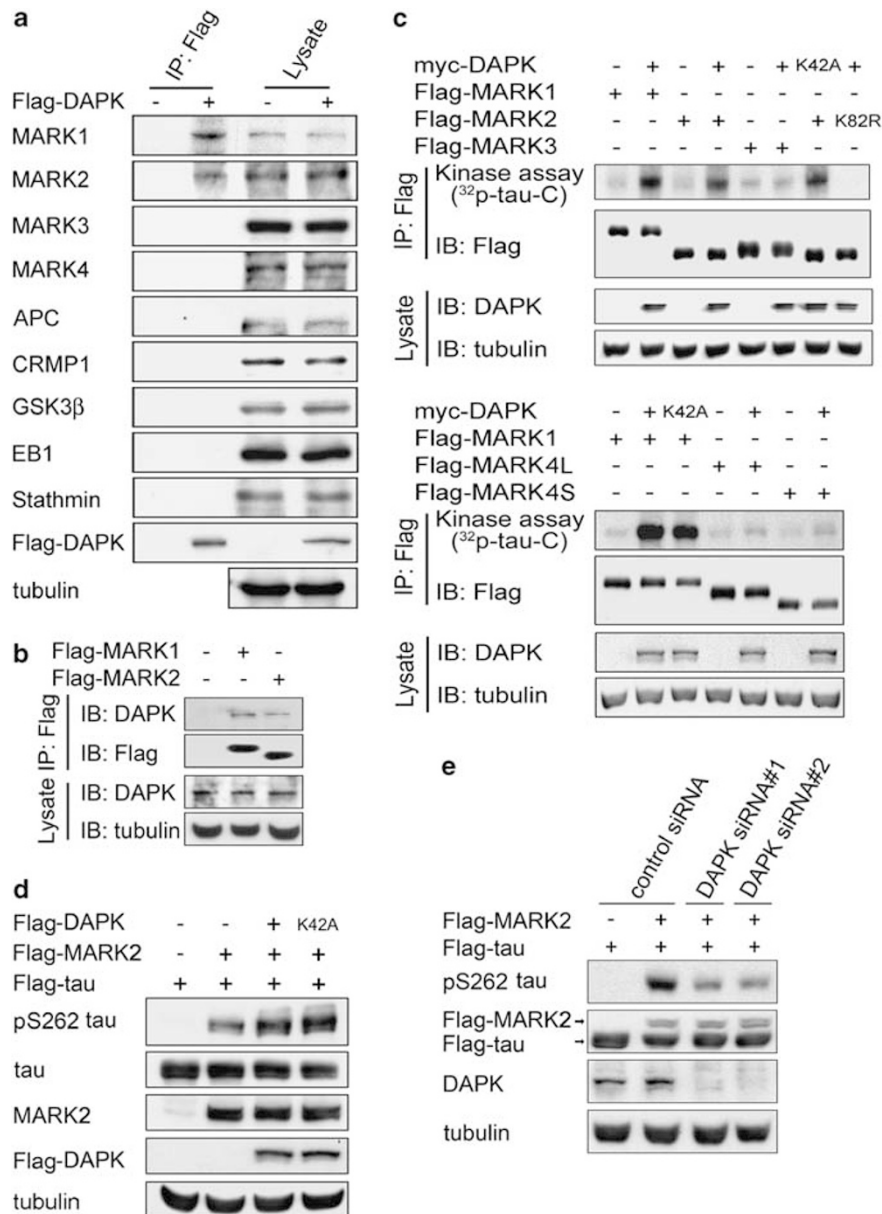 a
IP: Flag
Lysate
Flag-DAPK - + - +
MARK1
MARK2
MARK3
MARK4
APC
CRMP1
GSK3β
EB1
Stathmin
Flag-DAPK
tubulin
b
Flag-MARK1 - + -
Flag-MARK2 - - +
IP: Flag
IB: DAPK
IB: Flag
Lysate
IB: DAPK
IB: tubulin
c
myc-DAPK - + - + - + K42A +
Flag-MARK1 + + - - - - - -
Flag-MARK2 - - + + - - + K82R
Flag-MARK3 - - - - + + - -
IP: Flag
Kinase assay
(³²p-tau-C)
IB: Flag
Lysate
IB: DAPK
IB: tubulin
myc-DAPK - + K42A - + - +
Flag-MARK1 + + + - - - -
Flag-MARK4L - - - + + - -
Flag-MARK4S - - - - - + +
IP: Flag
Kinase assay
(³²p-tau-C)
IB: Flag
Lysate
IB: DAPK
IB: tubulin
d
Flag-DAPK - - + K42A
Flag-MARK2 - + + +
Flag-tau + + + +
pS262 tau
tau
MARK2
Flag-DAPK
tubulin
e
control siRNA
DAPK siRNA#1
DAPK siRNA#2
Flag-MARK2 - + + +
Flag-tau + + + +
pS262 tau
Flag-MARK2→
Flag-tau →
DAPK
tubulin